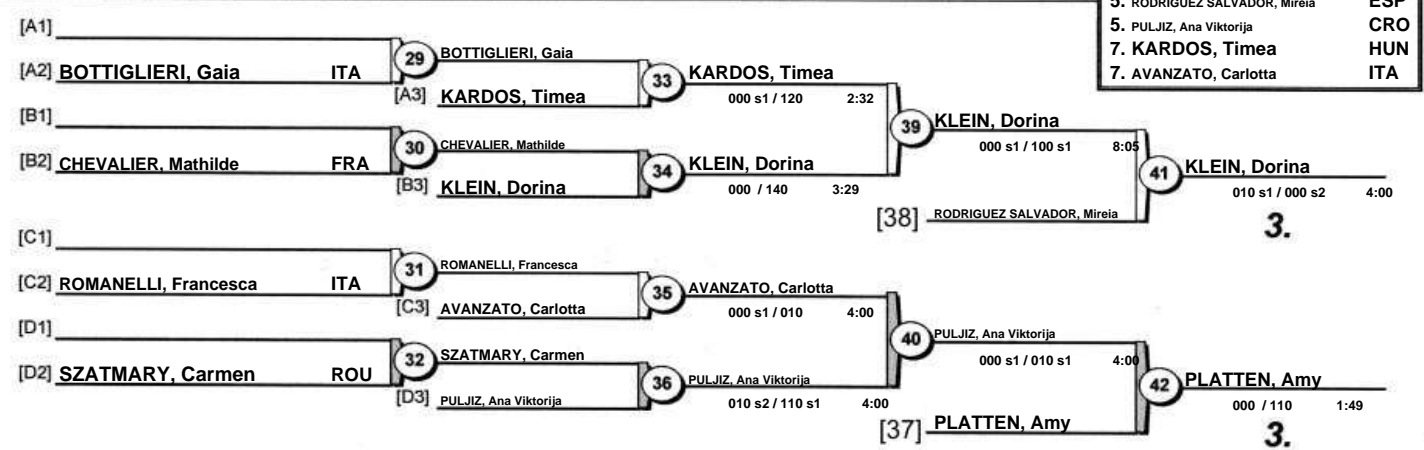 5. RODRIGUEZ SALVADOR, Mireia ESP
5. PULJIZ, Ana Viktorija CRO
7. KARDOS, Timea HUN
7. AVANZATO, Carlotta ITA
[A1]
[A2] BOTTIGLIERI, Gaia ITA
29
BOTTIGLIERI, Gaia
[A3] KARDOS, Timea
33
KARDOS, Timea
000 s1 / 120 2:32
[B1]
[B2] CHEVALIER, Mathilde FRA
30
CHEVALIER, Mathilde
[B3] KLEIN, Dorina
34
KLEIN, Dorina
000 / 140 3:29
39
KLEIN, Dorina
000 s1 / 100 s1 8:05
[38] RODRIGUEZ SALVADOR, Mireia
41
KLEIN, Dorina
010 s1 / 000 s2 4:00
3.
[C1]
[C2] ROMANELLI, Francesca ITA
31
ROMANELLI, Francesca
[C3] AVANZATO, Carlotta
35
AVANZATO, Carlotta
000 s1 / 010 4:00
[D1]
[D2] SZATMARY, Carmen ROU
32
SZATMARY, Carmen
[D3] PULJIZ, Ana Viktorija
36
PULJIZ, Ana Viktorija
010 s2 / 110 s1 4:00
40
PULJIZ, Ana Viktorija
000 s1 / 010 s1 4:00
[37] PLATTEN, Amy
42
PLATTEN, Amy
000 / 110 1:49
3.